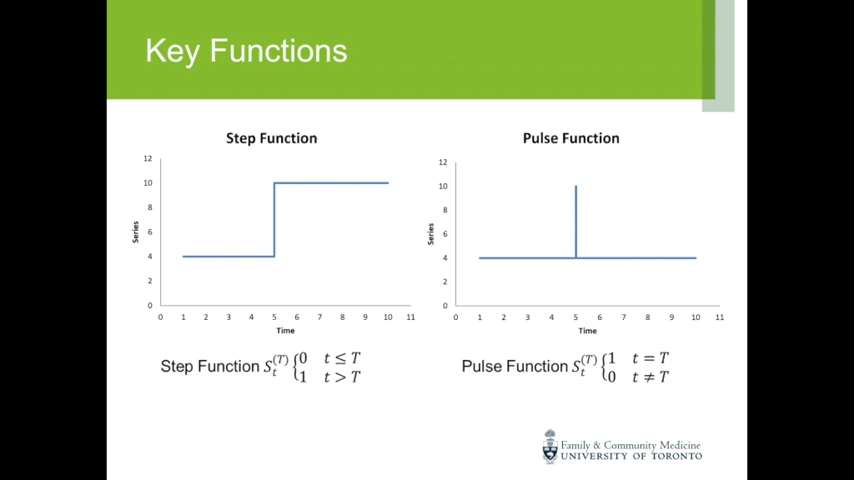 Key Functions
Step Function
12
10
8
6
4
2
0
Series
0 1 2 3 4 5 6 7 8 9 10 11
Time
Step Function S_t^(T) {0 t ≤ T
1 t > T
Pulse Function
12
10
8
6
4
2
0
Series
0 1 2 3 4 5 6 7 8 9 10 11
Time
Pulse Function S_t^(T) {1 t = T
0 t ≠ T
Family & Community Medicine
UNIVERSITY OF TORONTO